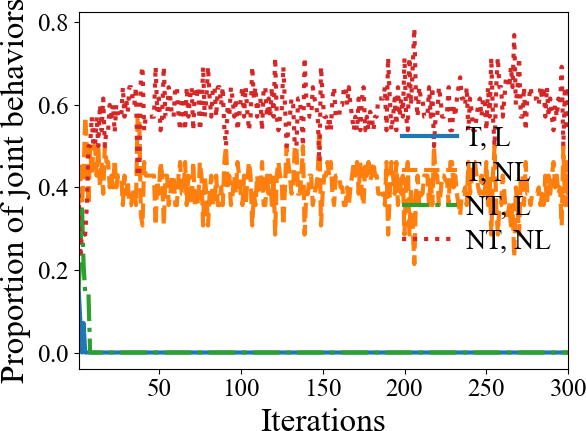 Proportion of joint behaviors
0.8
0.6
0.4
0.2
0.0
T, L
T, NL
NT, L
NT, NL
50
100
150
200
250
300
Iterations